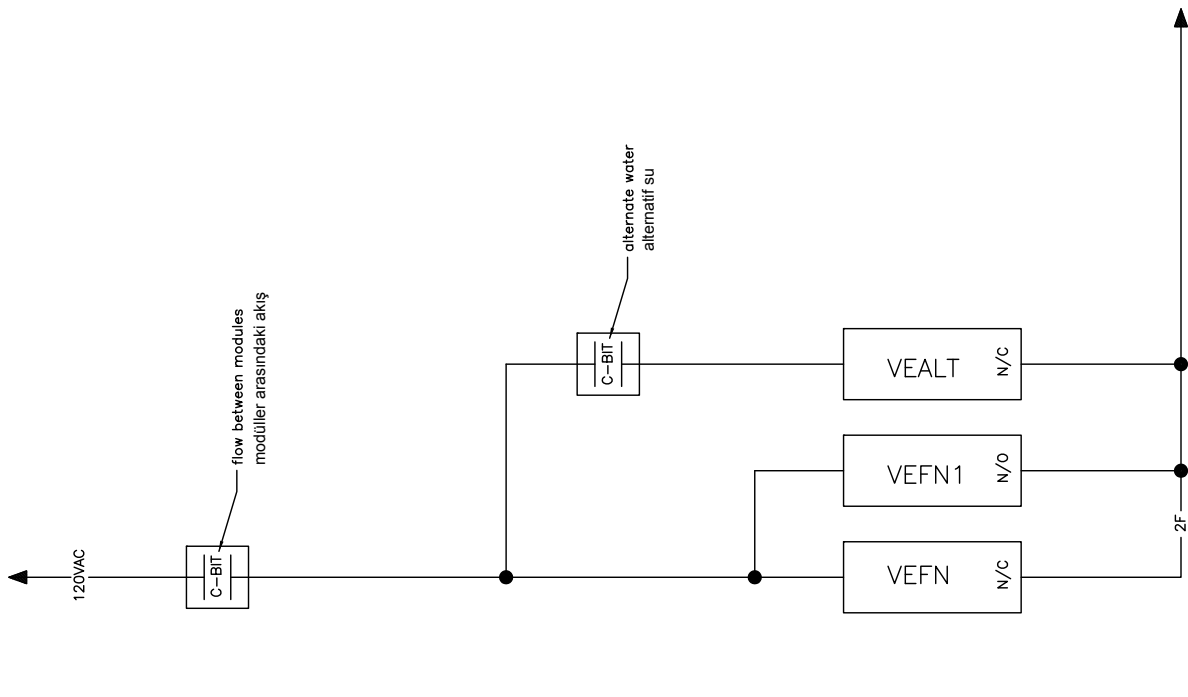 120VAC
C-BIT
flow between modules
modüller arasındaki akış
C-BIT
alternate water
alternatif su
VEALT
N/C
VEFN1
N/O
VEFN
N/C
2F